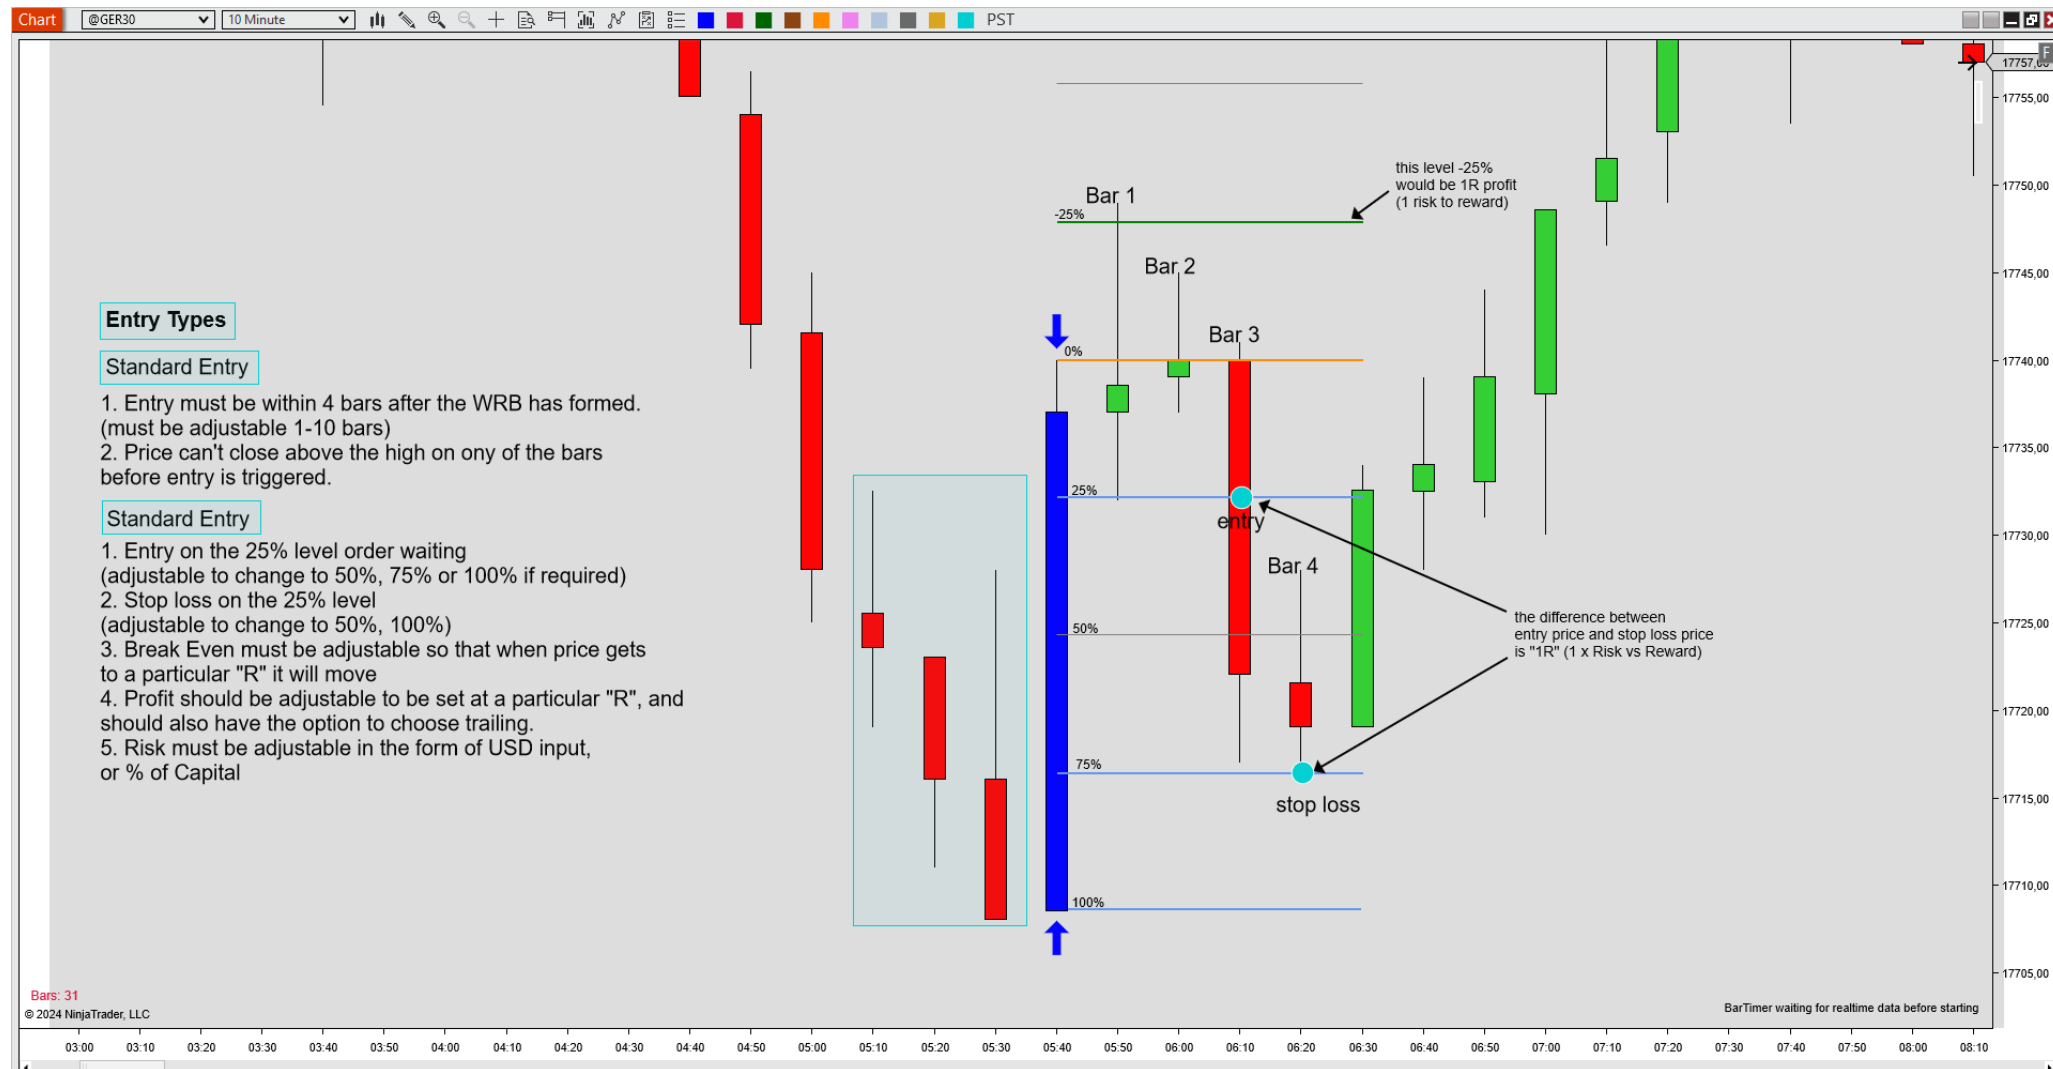 Chart @GER30 10 Minute PST
F
17757,
17755,00
17750,00
17745,00
17740,00
17735,00
17730,00
17725,00
17720,00
17715,00
17710,00
17705,00
this level -25%
would be 1R profit
(1 risk to reward)
Bar 1
-25%
Bar 2
Bar 3
0%
25%
entry
Bar 4
50%
75%
stop loss
100%
the difference between
entry price and stop loss price
is "1R" (1 x Risk vs Reward)
Entry Types
Standard Entry
1. Entry must be within 4 bars after the WRB has formed.
(must be adjustable 1-10 bars)
2. Price can't close above the high on ony of the bars
before entry is triggered.
Standard Entry
1. Entry on the 25% level order waiting
(adjustable to change to 50%, 75% or 100% if required)
2. Stop loss on the 25% level
(adjustable to change to 50%, 100%)
3. Break Even must be adjustable so that when price gets
to a particular "R" it will move
4. Profit should be adjustable to be set at a particular "R", and
should also have the option to choose trailing.
5. Risk must be adjustable in the form of USD input,
or % of Capital
Bars: 31
© 2024 NinjaTrader, LLC
BarTimer waiting for realtime data before starting
03:00 03:10 03:20 03:30 03:40 03:50 04:00 04:10 04:20 04:30 04:40 04:50 05:00 05:10 05:20 05:30 05:40 05:50 06:00 06:10 06:20 06:30 06:40 06:50 07:00 07:10 07:20 07:30 07:40 07:50 08:00 08:10